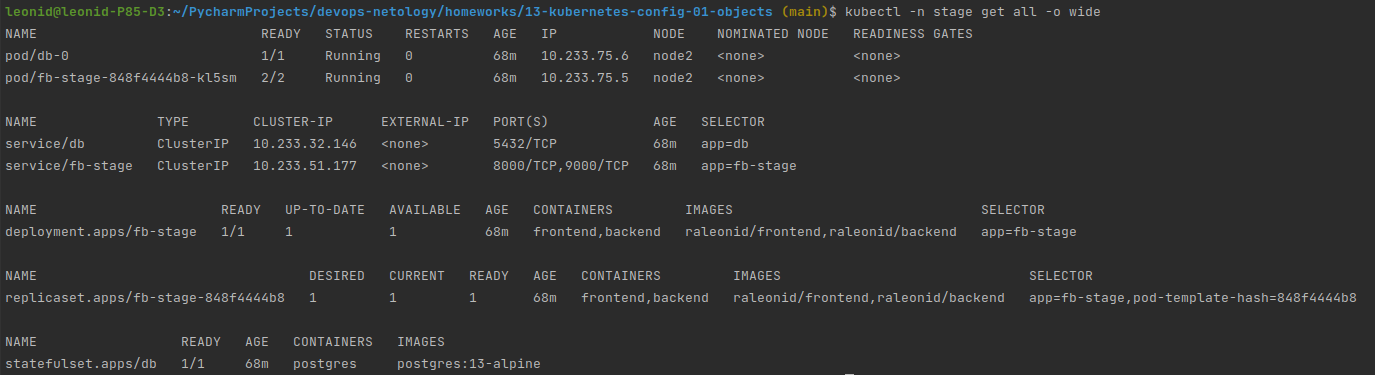 leonid@leonid-P85-D3:~/PycharmProjects/devops-netology/homeworks/13-kubernetes-config-01-objects (main)$ kubectl -n stage get all -o wide
NAME                            READY   STATUS    RESTARTS   AGE   IP            NODE    NOMINATED NODE   READINESS GATES
pod/db-0                        1/1     Running   0          68m   10.233.75.6   node2   <none>           <none>
pod/fb-stage-848f4444b8-kl5sm   2/2     Running   0          68m   10.233.75.5   node2   <none>           <none>
NAME               TYPE        CLUSTER-IP      EXTERNAL-IP   PORT(S)             AGE   SELECTOR
service/db         ClusterIP   10.233.32.146   <none>        5432/TCP            68m   app=db
service/fb-stage   ClusterIP   10.233.51.177   <none>        8000/TCP,9000/TCP   68m   app=fb-stage
NAME                       READY   UP-TO-DATE   AVAILABLE   AGE   CONTAINERS         IMAGES                               SELECTOR
deployment.apps/fb-stage   1/1     1            1           68m   frontend,backend   raleonid/frontend,raleonid/backend   app=fb-stage
NAME                                  DESIRED   CURRENT   READY   AGE   CONTAINERS         IMAGES                               SELECTOR
replicaset.apps/fb-stage-848f4444b8   1         1         1       68m   frontend,backend   raleonid/frontend,raleonid/backend   app=fb-stage,pod-template-hash=848f4444b8
NAME                  READY   AGE   CONTAINERS   IMAGES
statefulset.apps/db   1/1     68m   postgres     postgres:13-alpine